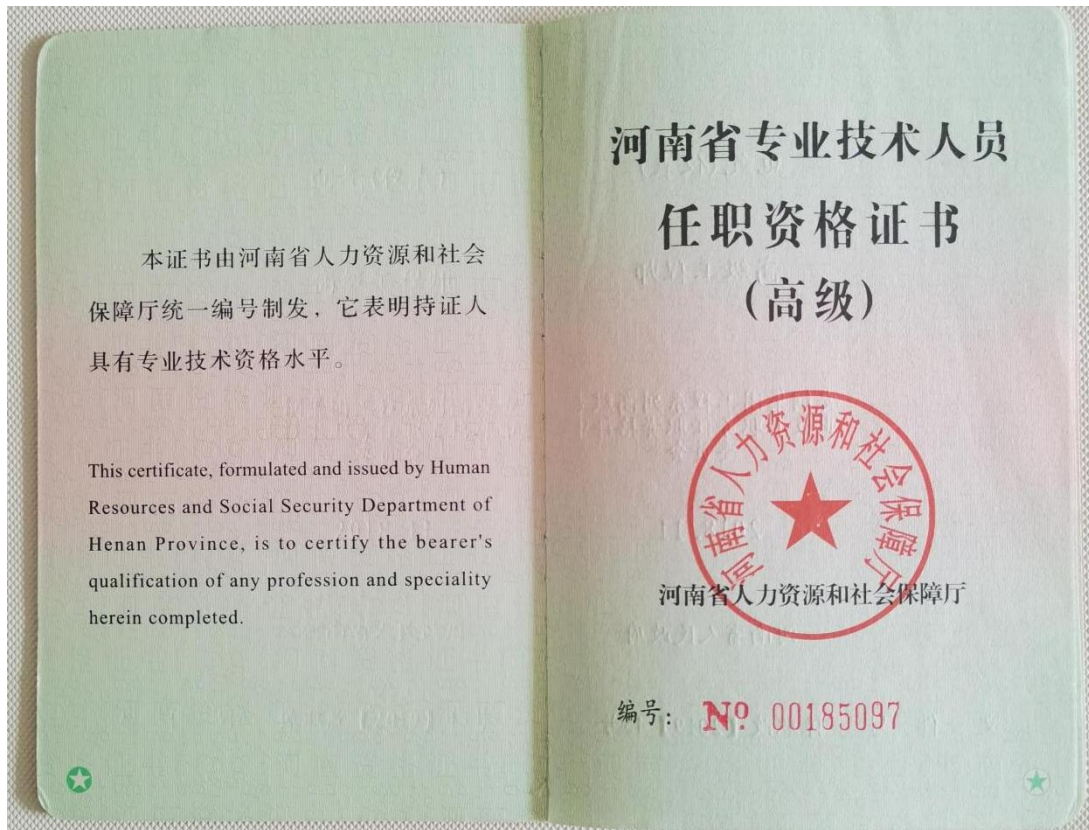 本证书由河南省人力资源和社会
保障厅统一编号制发，它表明持证人
具有专业技术资格水平。
This certificate, formulated and issued by Human
Resources and Social Security Department of
Henan Province, is to certify the bearer's
qualification of any profession and speciality
herein completed.
河南省专业技术人员
任职资格证书
(高级)
河南省人力资源和社会保障厅
河南省人力资源和社会保障厅
编号: Nº 00185097